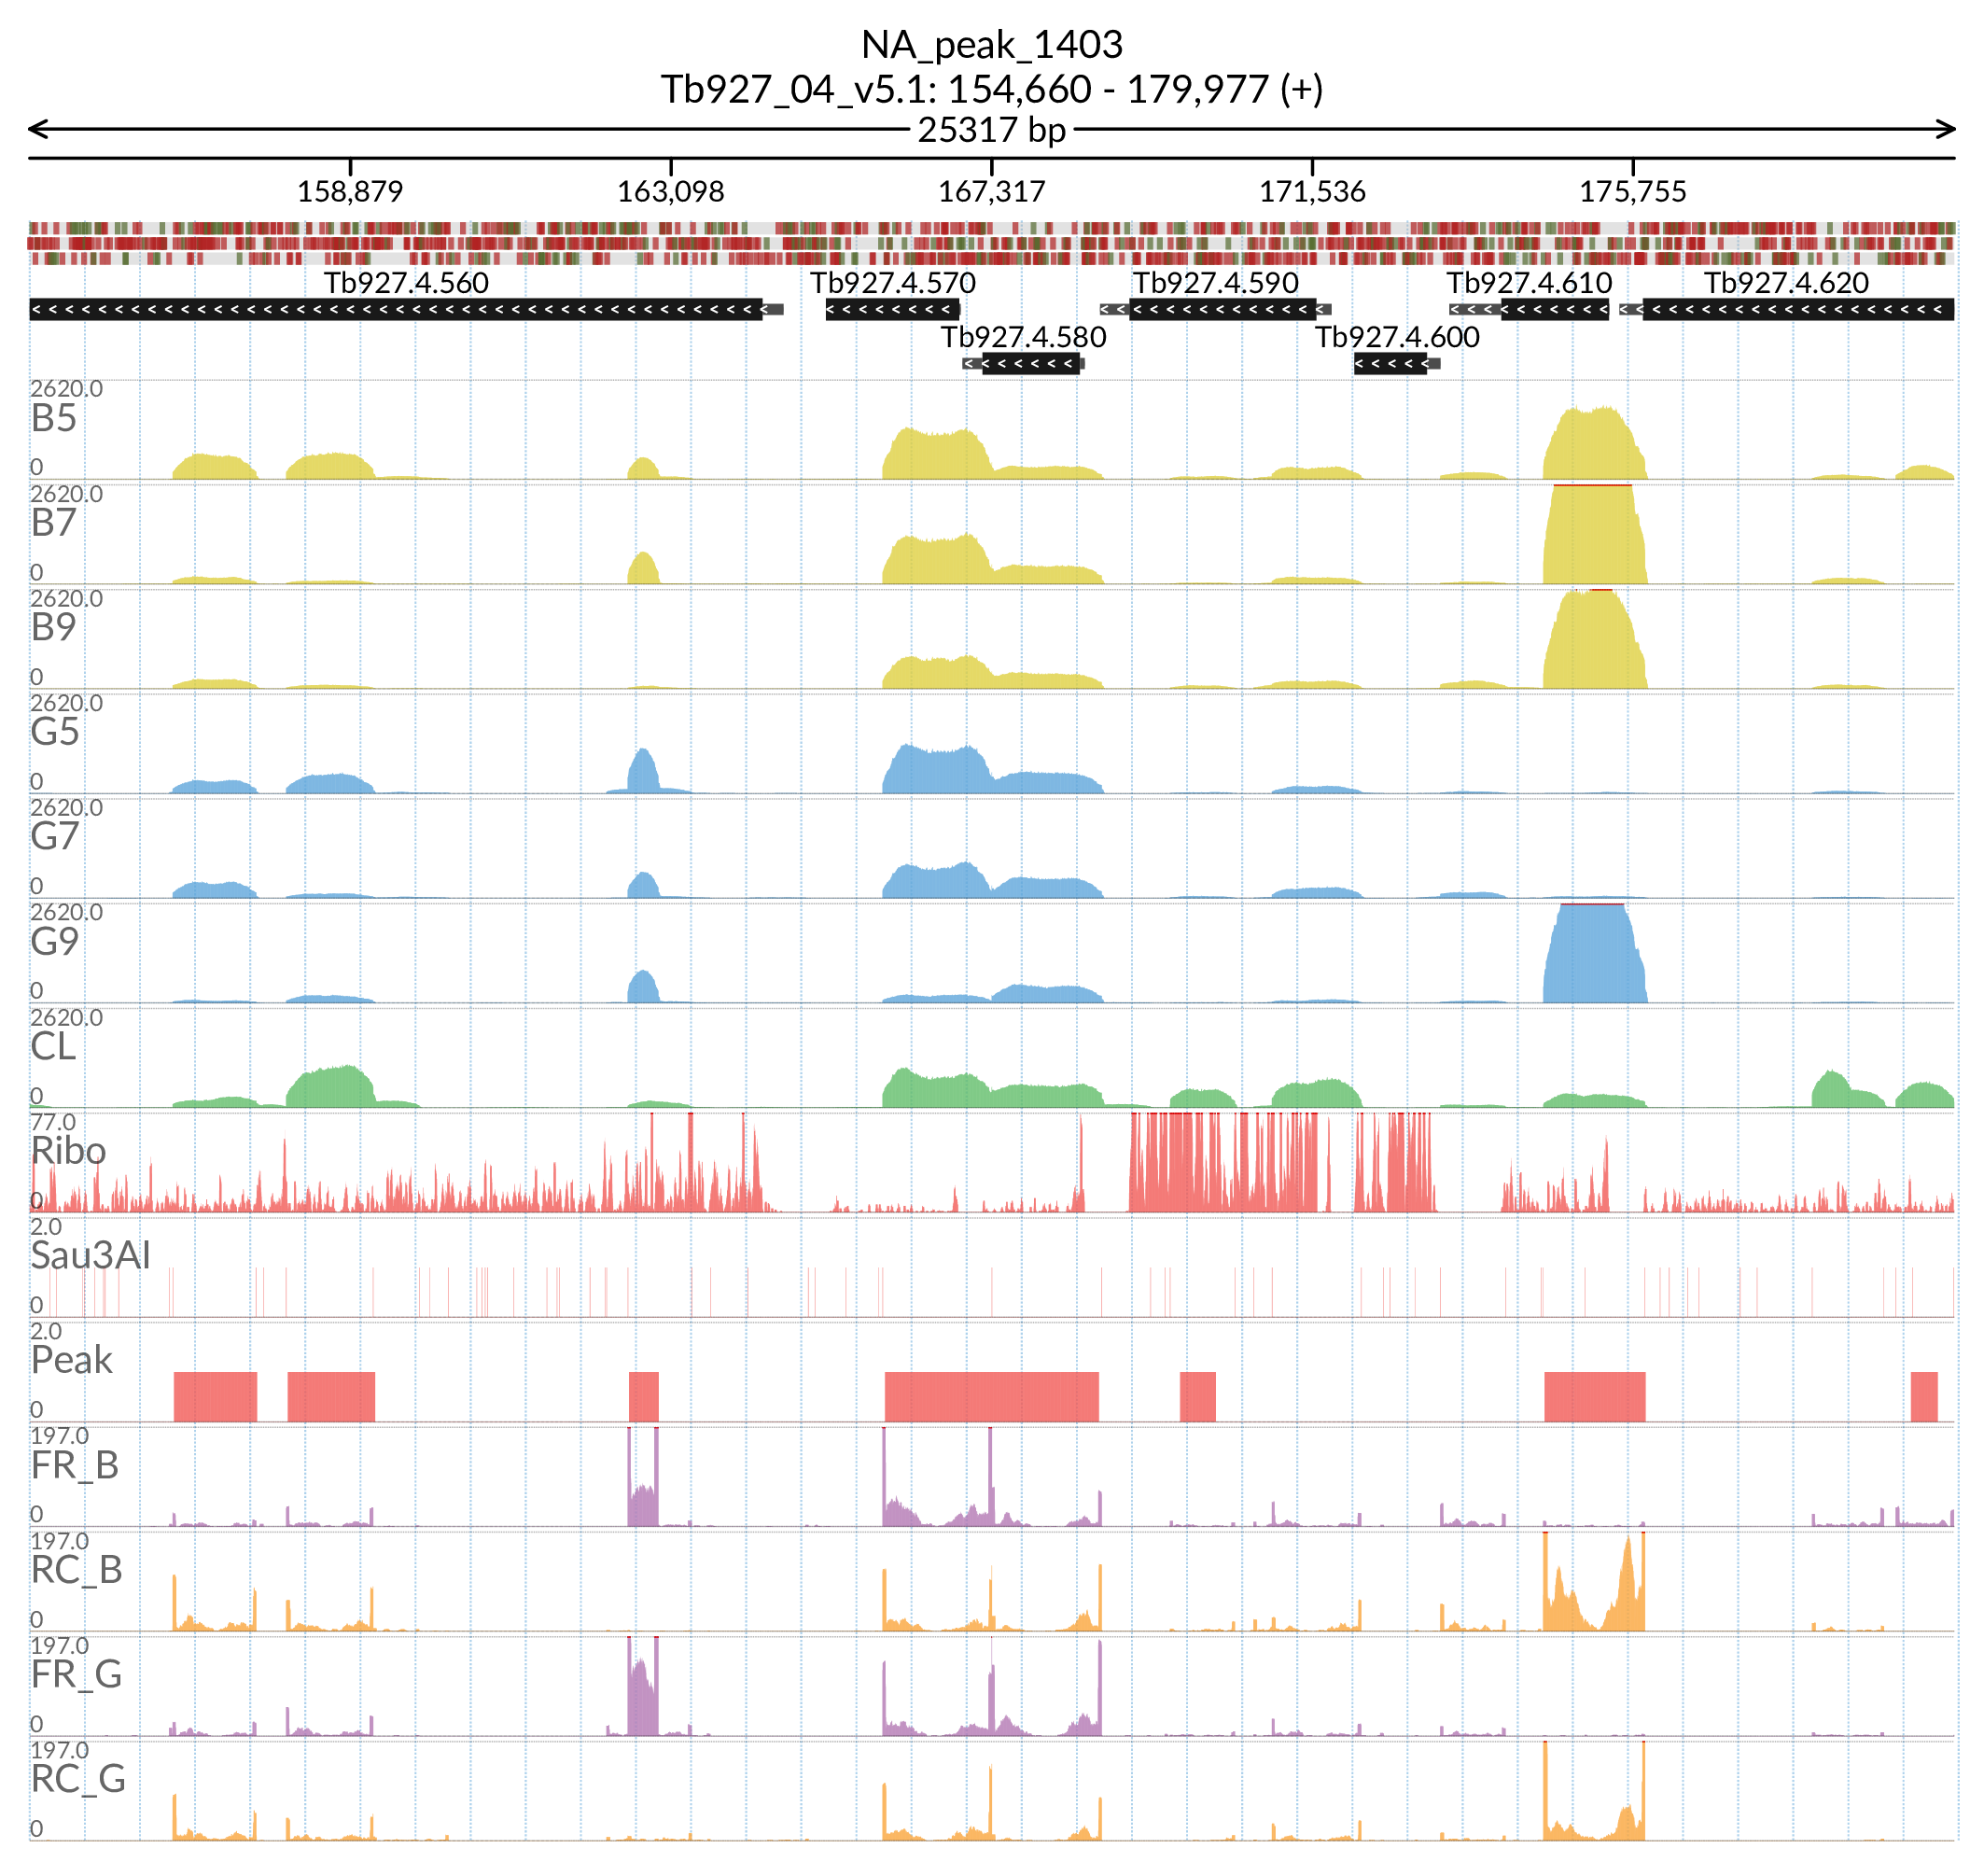 NA_peak_1403
Tb927_04_v5.1: 154,660 - 179,977 (+)
25317 bp
158,879 163,098 167,317 171,536 175,755
Tb927.4.560 Tb927.4.570 Tb927.4.590 Tb927.4.610 Tb927.4.620
Tb927.4.580 Tb927.4.600
2620.0
B5
0
2620.0
B7
0
2620.0
B9
0
2620.0
G5
0
2620.0
G7
0
2620.0
G9
0
2620.0
CL
0
77.0
Ribo
0
2.0
Sau3AI
0
2.0
Peak
0
197.0
FR_B
0
197.0
RC_B
0
197.0
FR_G
0
197.0
RC_G
0